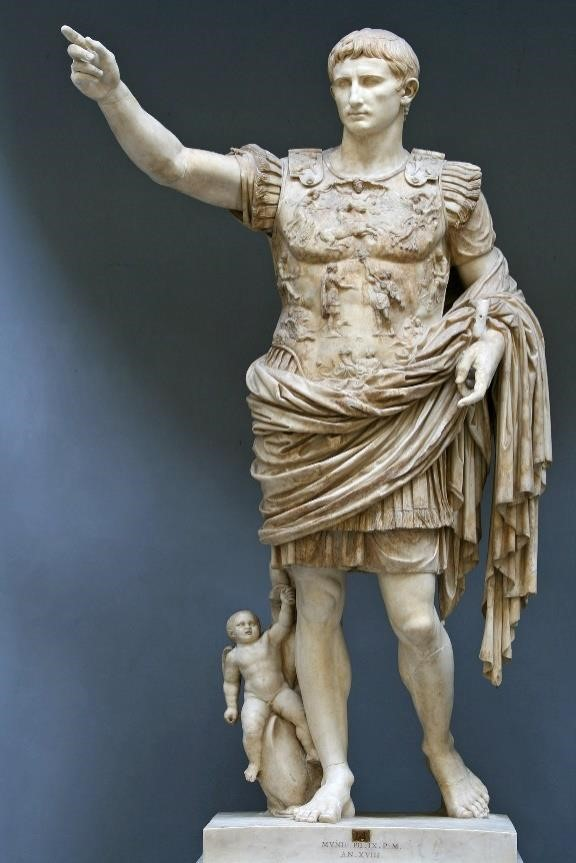 MVNIF. PII. IX. P. M.
AN. XVIII